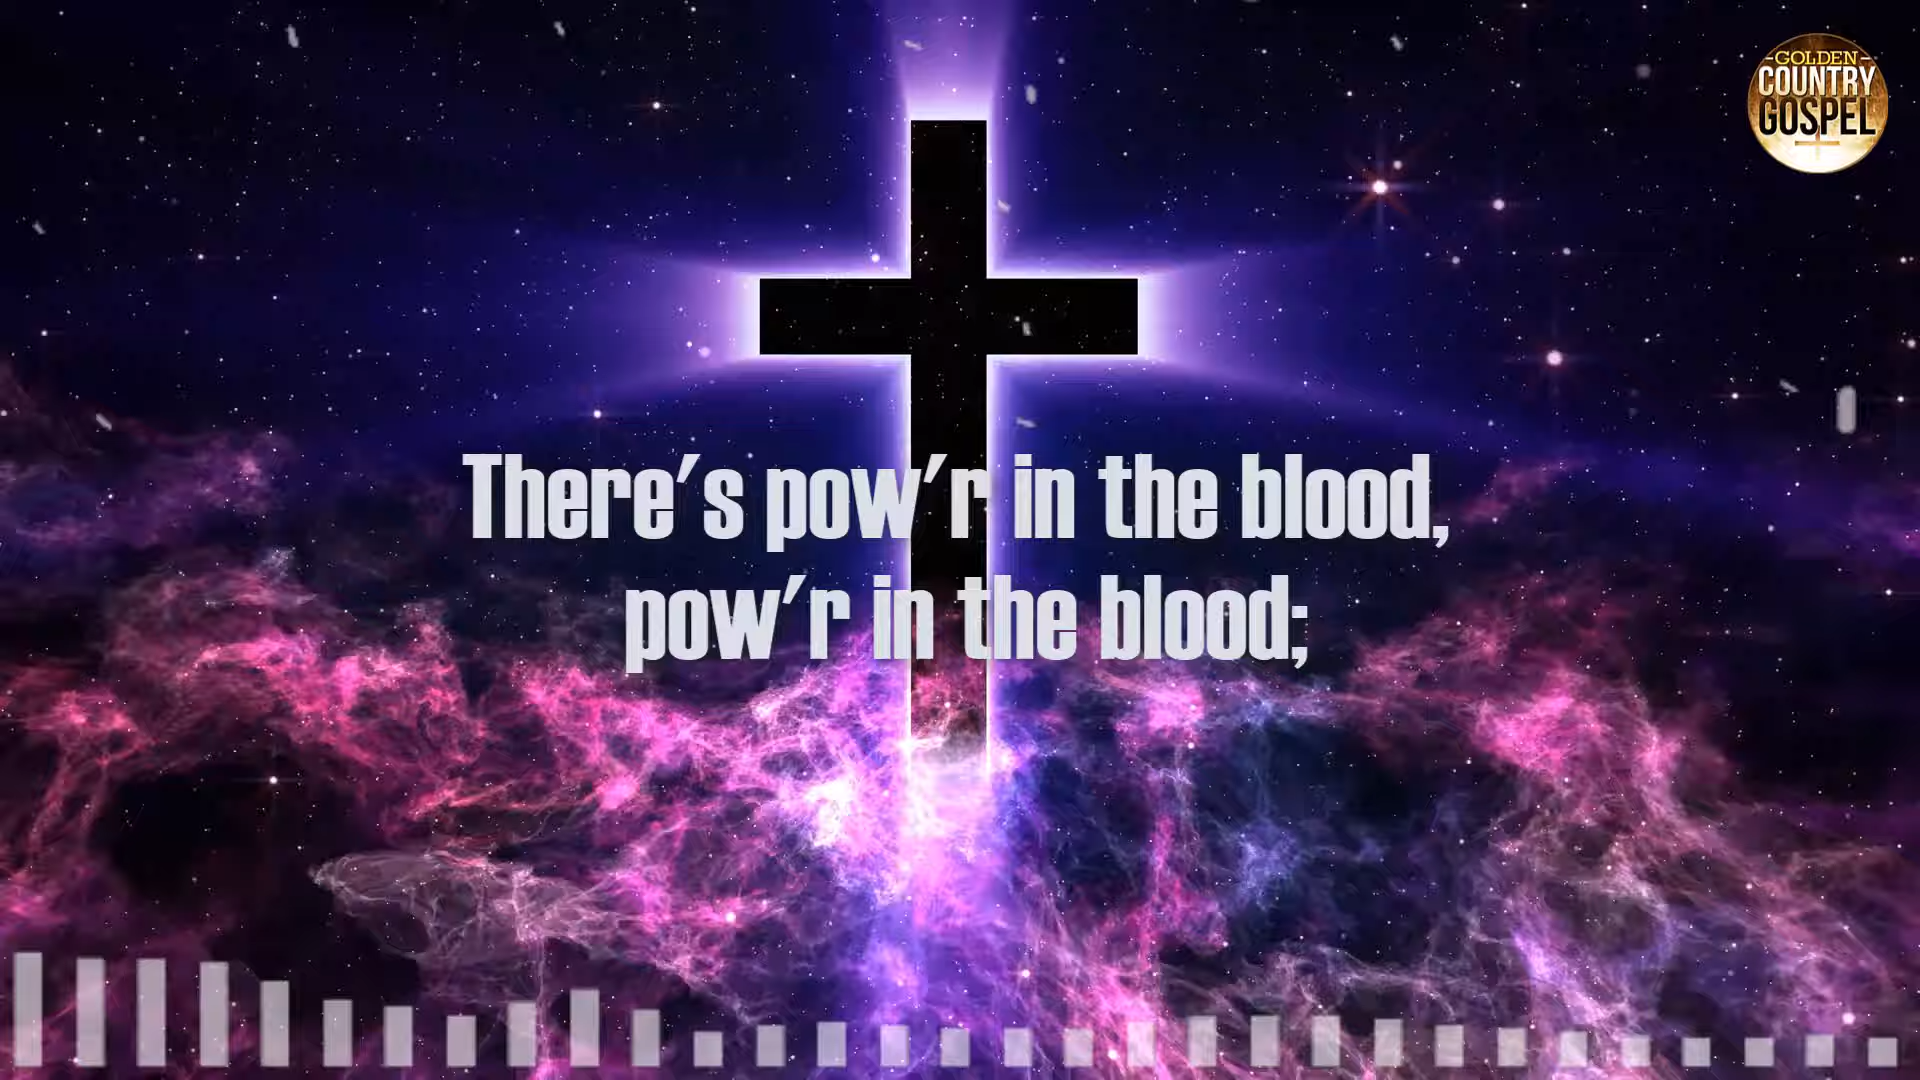 GOLDEN
COUNTRY
GOSPEL
There's pow'r in the blood,
pow'r in the blood;